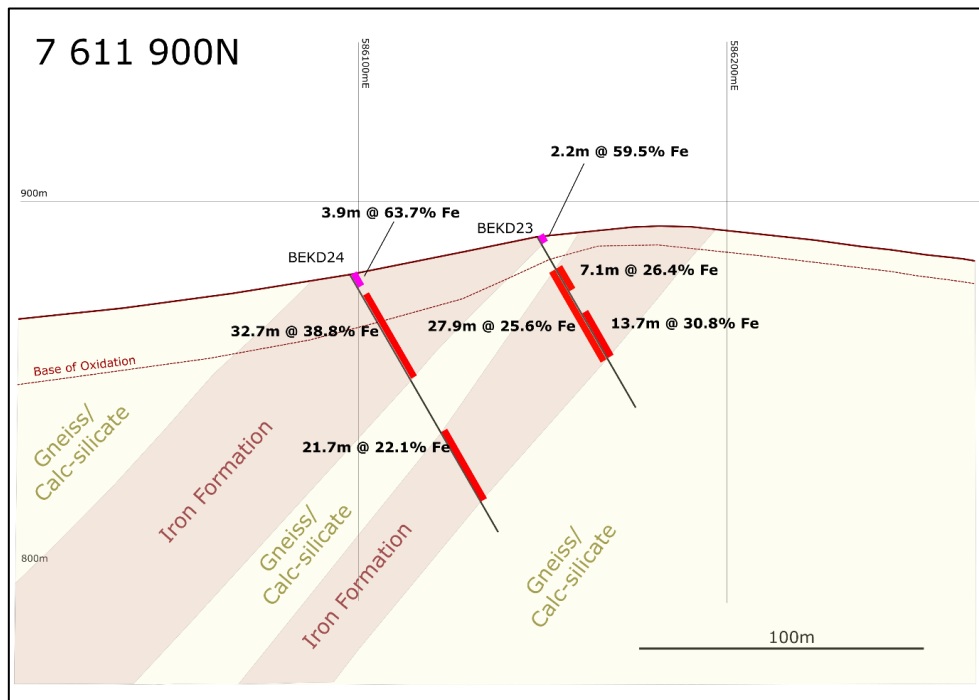 7 611 900N
586100mE
586200mE
2.2m @ 59.5% Fe
900m
3.9m @ 63.7% Fe
BEKD23
BEKD24
7.1m @ 26.4% Fe
32.7m @ 38.8% Fe
27.9m @ 25.6% Fe
13.7m @ 30.8% Fe
Base of Oxidation
Gneiss/
Calc-silicate
Iron Formation
21.7m @ 22.1% Fe
Gneiss/
Calc-silicate
Iron Formation
Gneiss/
Calc-silicate
800m
100m